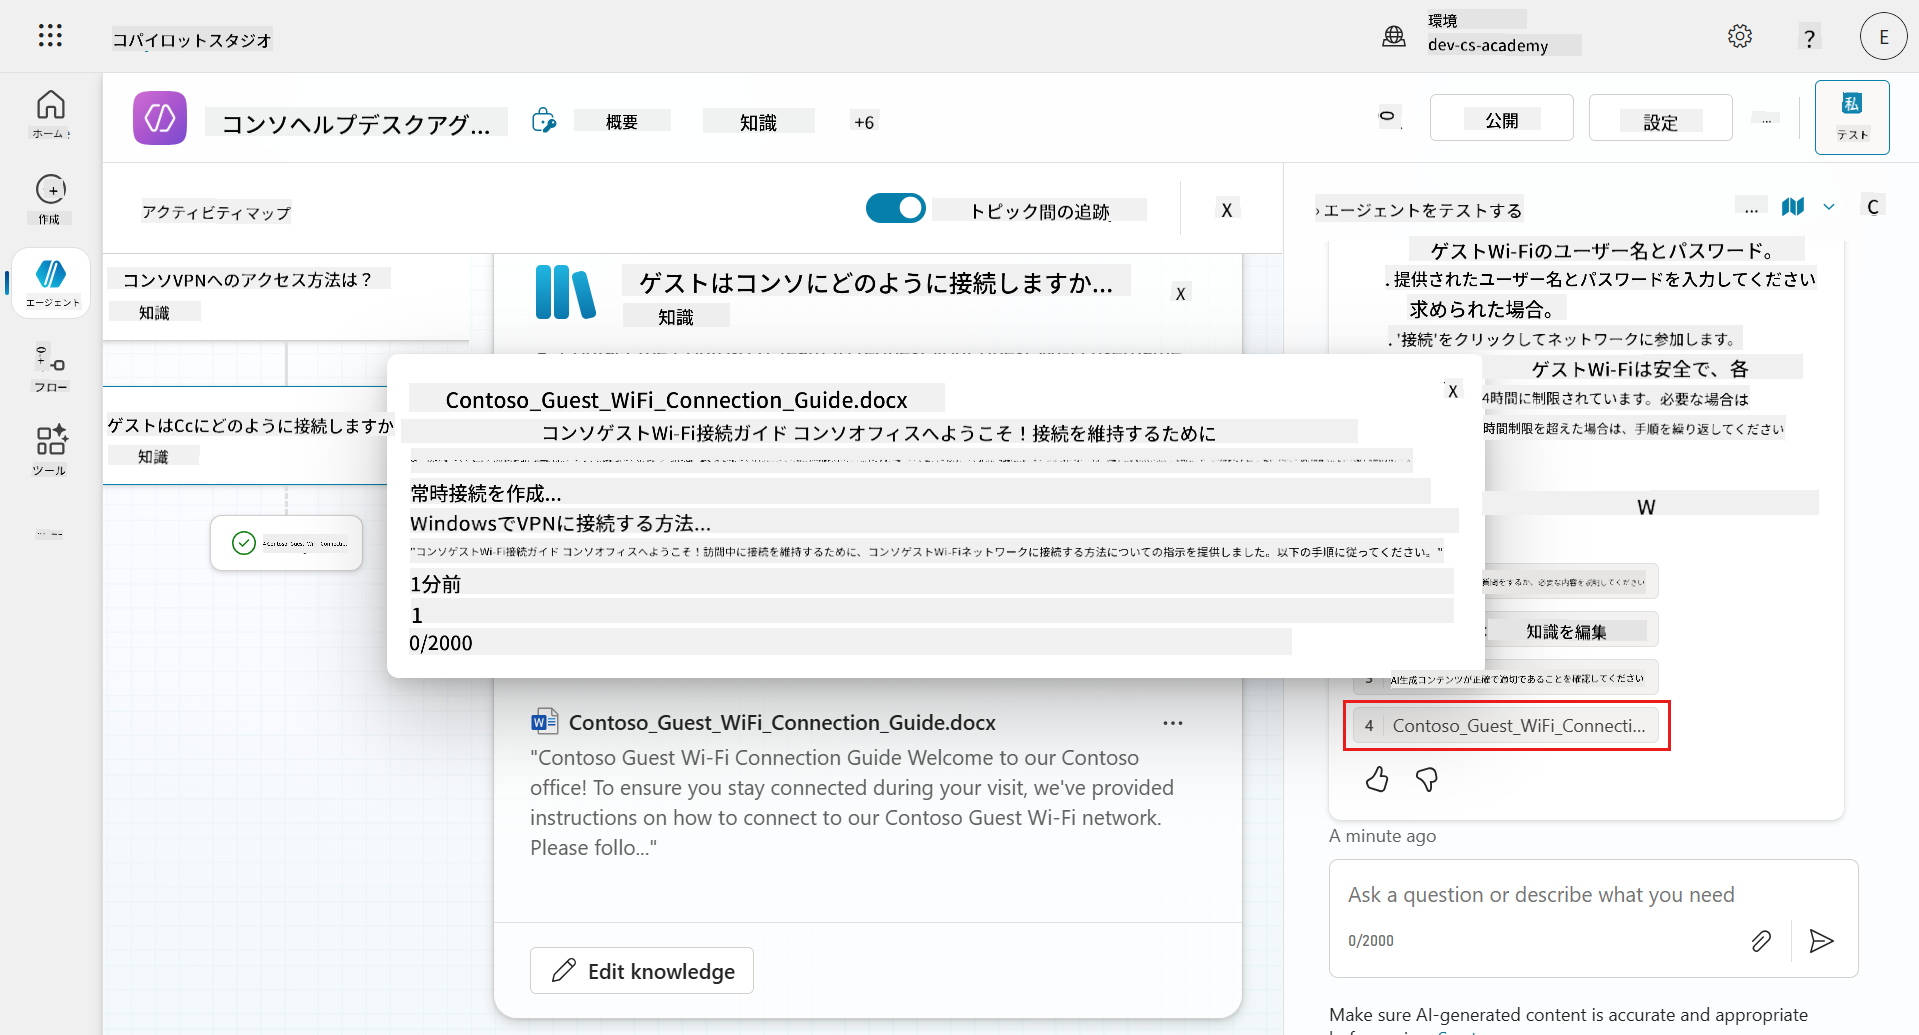 コパイロットスタジオ
環境
dev-cs-academy
?
E
ホーム
作成
エージェント
フロー
ツール
コンソヘルプデスクアグ...
概要
知識
+6
公開
設定
...
私
テスト
アクティビティマップ
トピック間の追跡
X
コンソVPNへのアクセス方法は？
知識
ゲストはCcにどのように接続しますか
知識
ゲストはコンソにどのように接続しますか...
知識
X
Contoso_Guest_WiFi_Connection_Guide.docx
X
コンソゲストWi-Fi接続ガイド コンソオフィスへようこそ！接続を維持するために
常時接続を作成...
WindowsでVPNに接続する方法...
"コンソゲストWi-Fi接続ガイド コンソオフィスへようこそ！訪問中に接続を維持するために、コンソゲストWi-Fiネットワークに接続する方法についての指示を提供しました。以下の手順に従ってください。"
1分前
1
0/2000
Contoso_Guest_WiFi_Connection_Guide.docx
...
"Contoso Guest Wi-Fi Connection Guide Welcome to our Contoso
office! To ensure you stay connected during your visit, we've provided
instructions on how to connect to our Contoso Guest Wi-Fi network.
Please follo..."
Edit knowledge
エージェントをテストする
...
C
ゲストWi-Fiのユーザー名とパスワード。
. 提供されたユーザー名とパスワードを入力してください
求められた場合。
. '接続'をクリックしてネットワークに参加します。
ゲストWi-Fiは安全で、各
4時間に制限されています。必要な場合は
時間制限を超えた場合は、手順を繰り返してください
W
質問をするか、必要な内容を説明してください
知識を編集
3 AI生成コンテンツが正確で適切であることを確認してください
4 Contoso_Guest_WiFi_Connecti...
A minute ago
Ask a question or describe what you need
0/2000
Make sure AI-generated content is accurate and appropriate